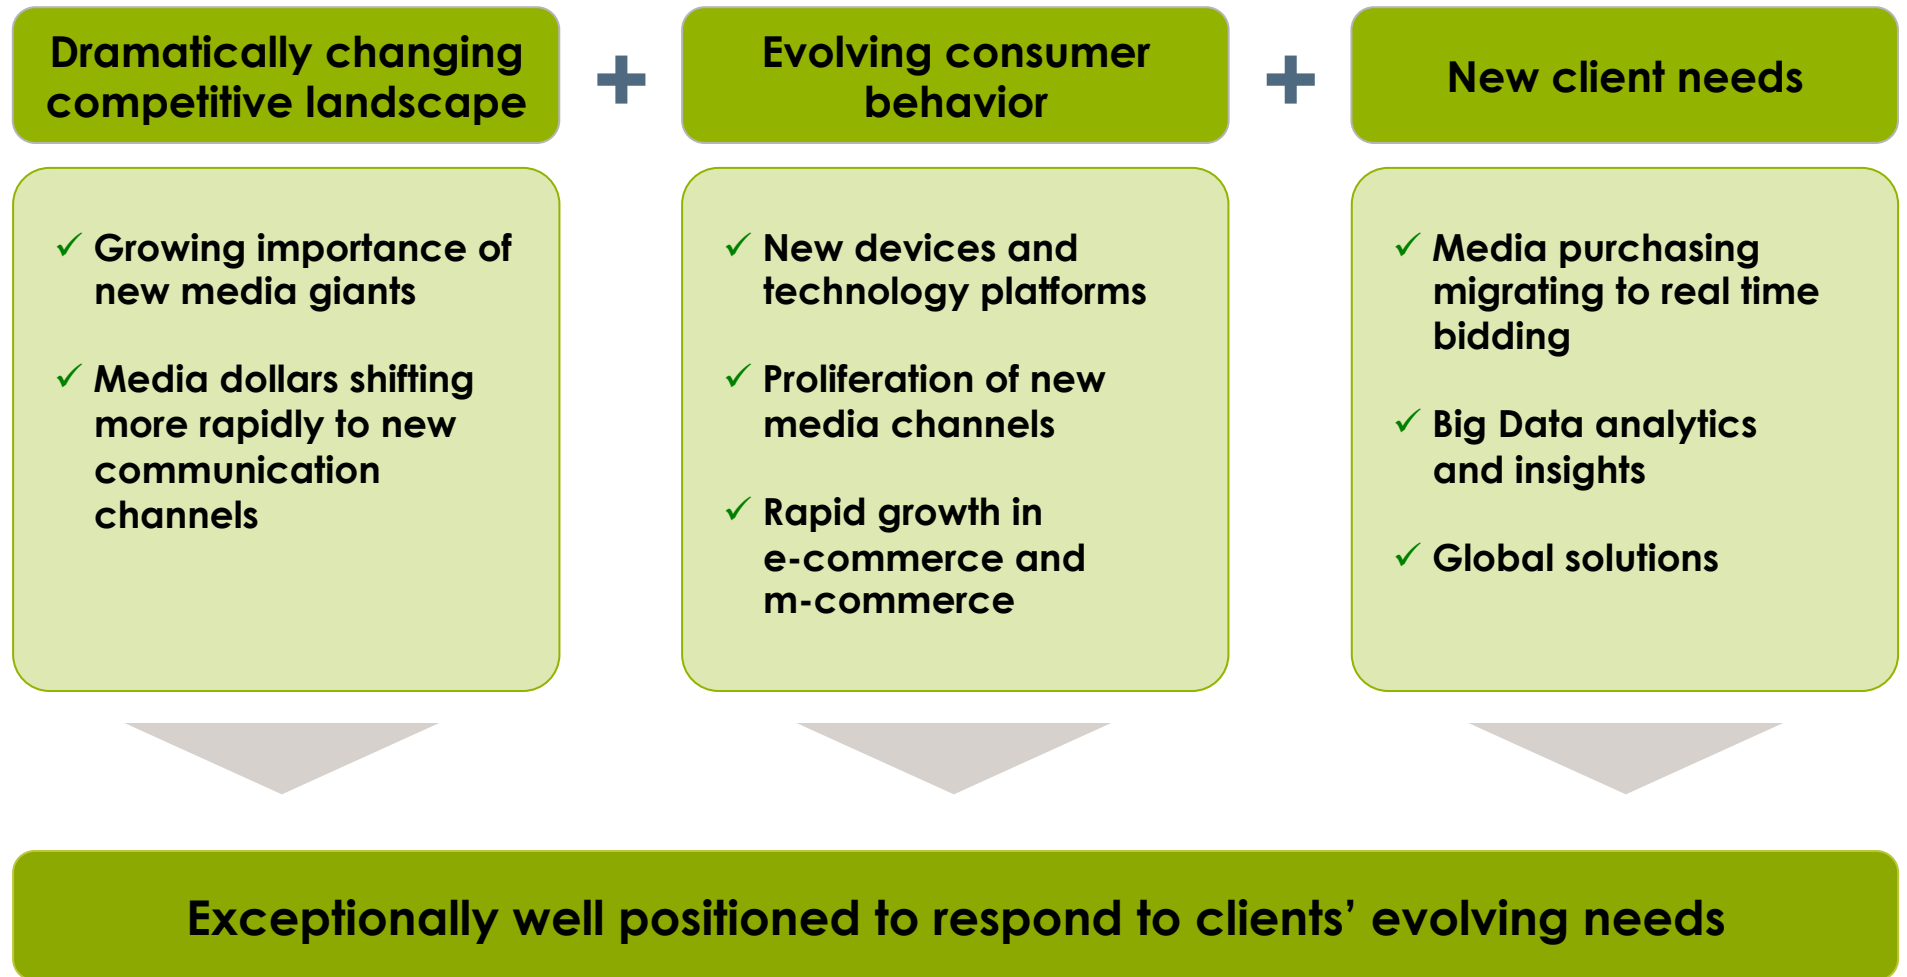 Dramatically changing
competitive landscape
+
Evolving consumer
behavior
+
New client needs
✓ Growing importance of
new media giants
✓ Media dollars shifting
more rapidly to new
communication
channels
✓ New devices and
technology platforms
✓ Proliferation of new
media channels
✓ Rapid growth in
e-commerce and
m-commerce
✓ Media purchasing
migrating to real time
bidding
✓ Big Data analytics
and insights
✓ Global solutions
Exceptionally well positioned to respond to clients’ evolving needs